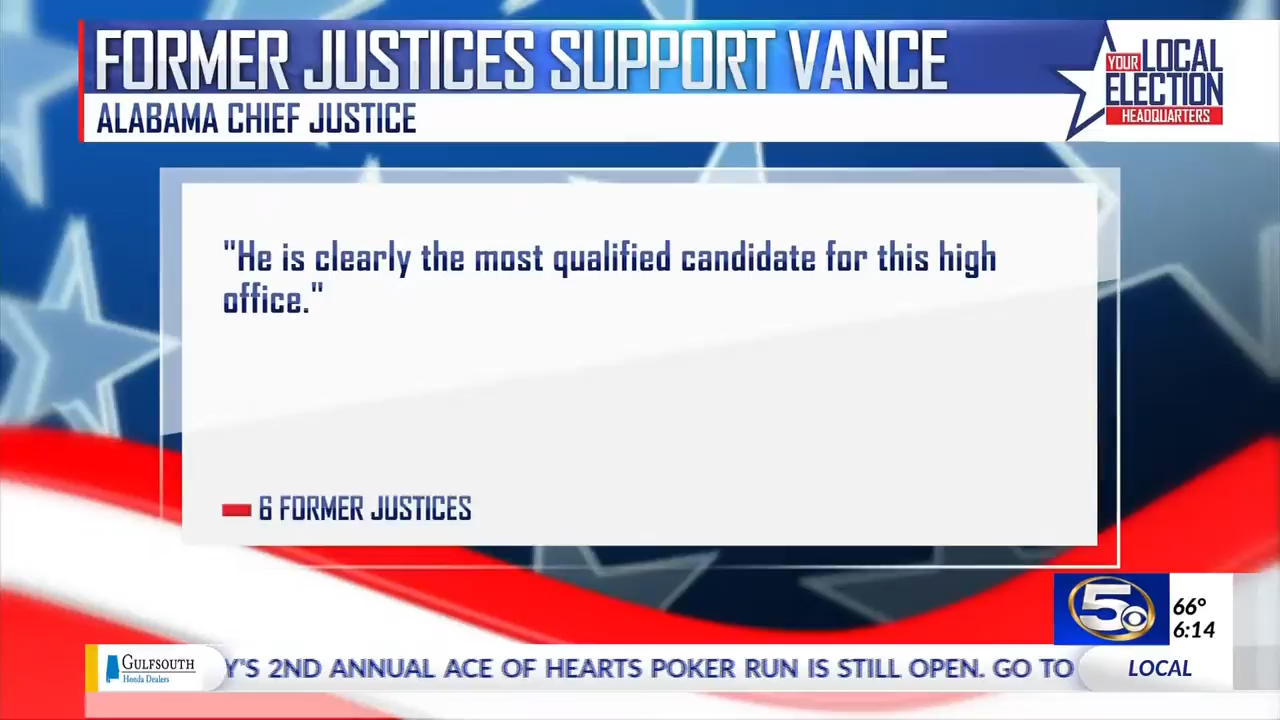 FORMER JUSTICES SUPPORT VANCE
ALABAMA CHIEF JUSTICE
YOUR LOCAL
ELECTION
HEADQUARTERS
"He is clearly the most qualified candidate for this high
office."
6 FORMER JUSTICES
5
66°
6:14
GULFSOUTH
Honda Dealers
Y'S 2ND ANNUAL ACE OF HEARTS POKER RUN IS STILL OPEN. GO TO
LOCAL